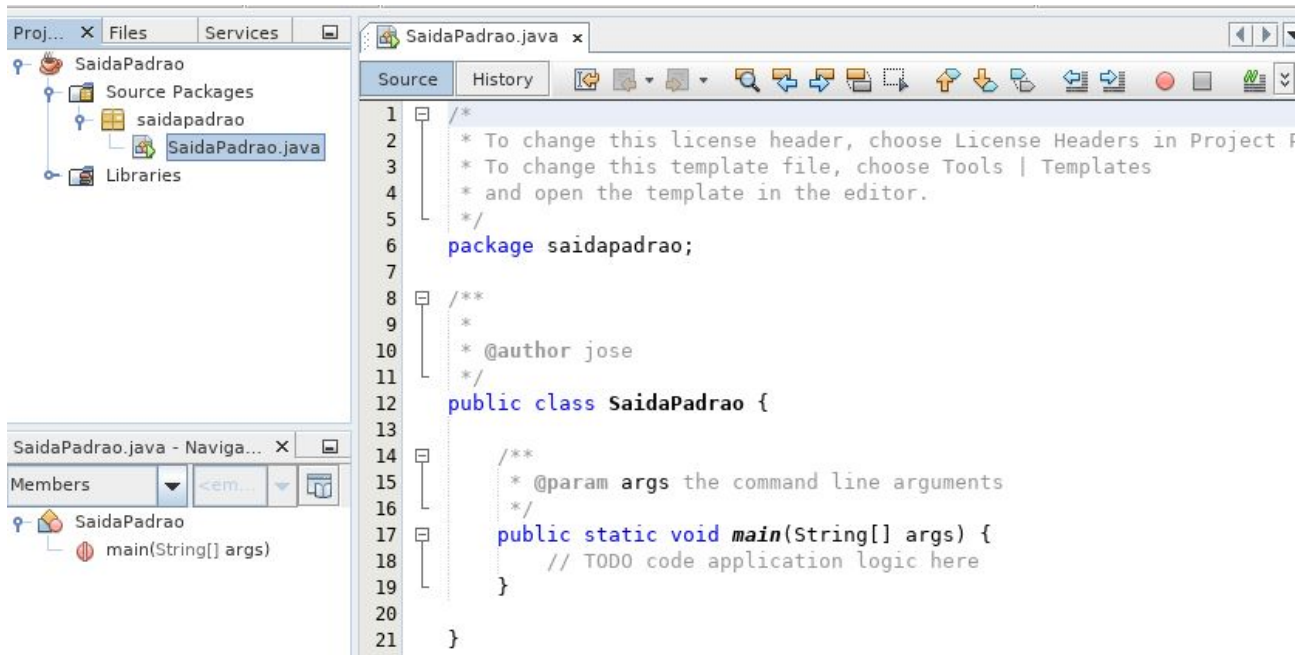 Proj... Files Services
SaidaPadrao
Source Packages
saidapadrao
SaidaPadrao.java
Libraries
SaidaPadrao.java - Naviga...
Members <em...
SaidaPadrao
main(String[] args)
SaidaPadrao.java
Source History
1 /*
2 * To change this license header, choose License Headers in Project
3 * To change this template file, choose Tools | Templates
4 * and open the template in the editor.
5 */
6 package saidapadrao;
7
8 /**
9 *
10 * @author jose
11 */
12 public class SaidaPadrao {
13
14 /**
15 * @param args the command line arguments
16 */
17 public static void main(String[] args) {
18 // TODO code application logic here
19 }
20
21 }